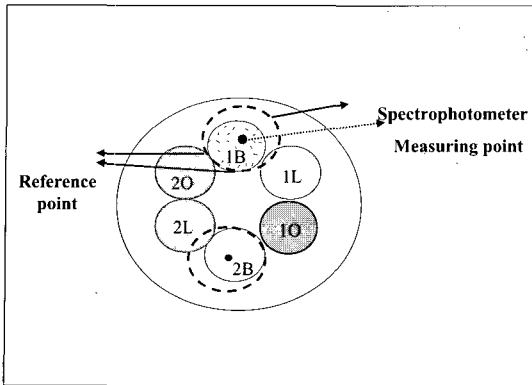 Spectrophotometer
Measuring point
Reference
point
1B
2O
1L
2L
1O
2B